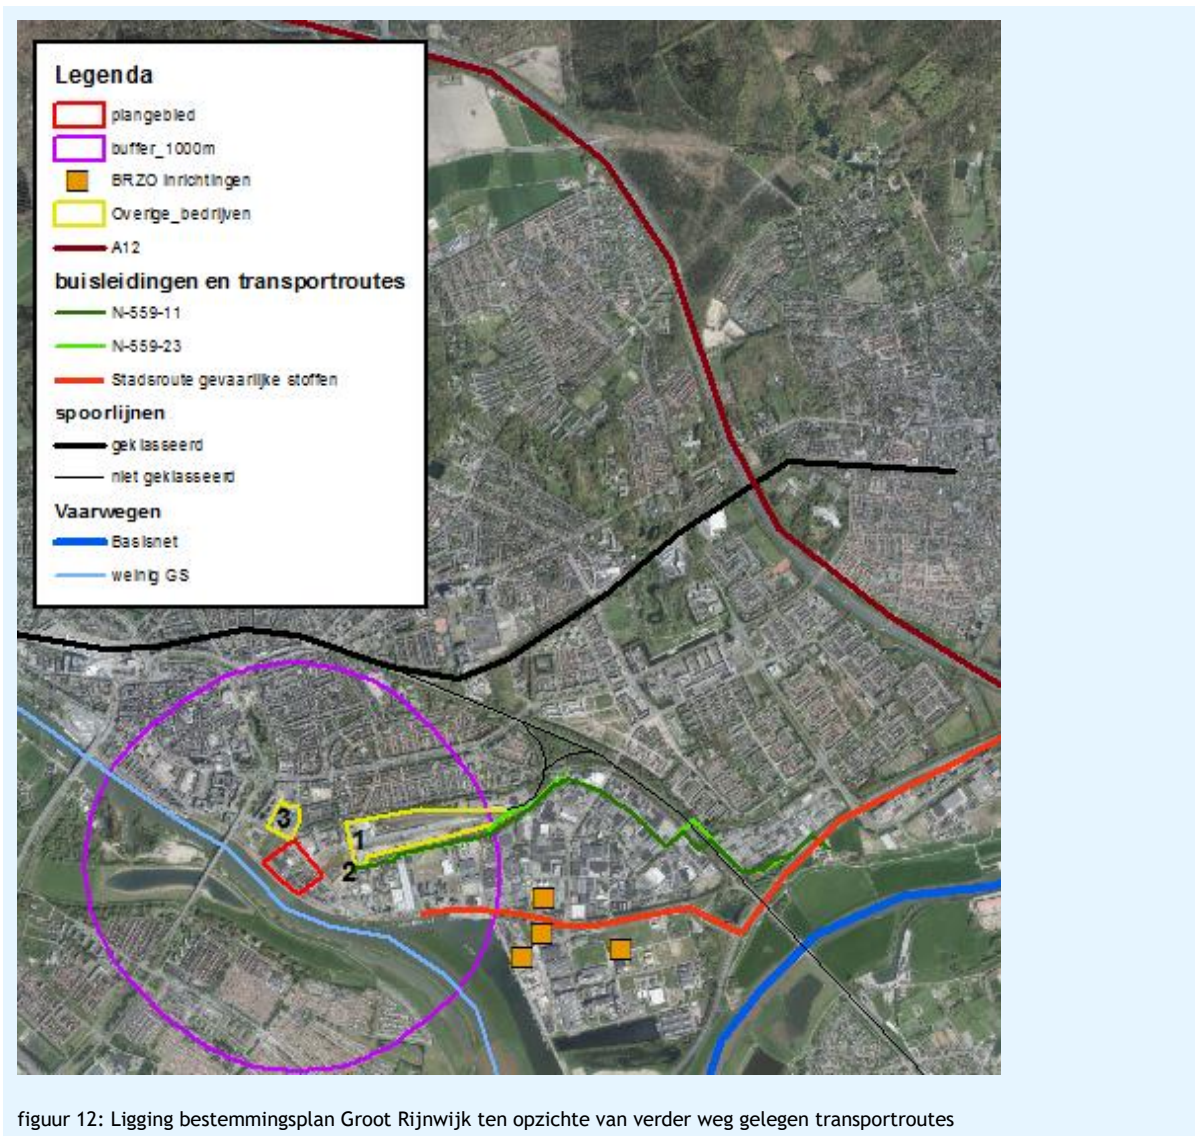 Legenda
plangebied
buffer_1000m
BRZO inrichtingen
Overige_bedrijven
A12
buisleidingen en transportroutes
N-559-11
N-559-23
Stadsroute gevaarlijke stoffen
spoorlijnen
geklasseerd
niet geklasseerd
Vaarwegen
Basisnet
weinig GS
3
1
2
figuur 12: Ligging bestemmingsplan Groot Rijnwijk ten opzichte van verder weg gelegen transportroutes